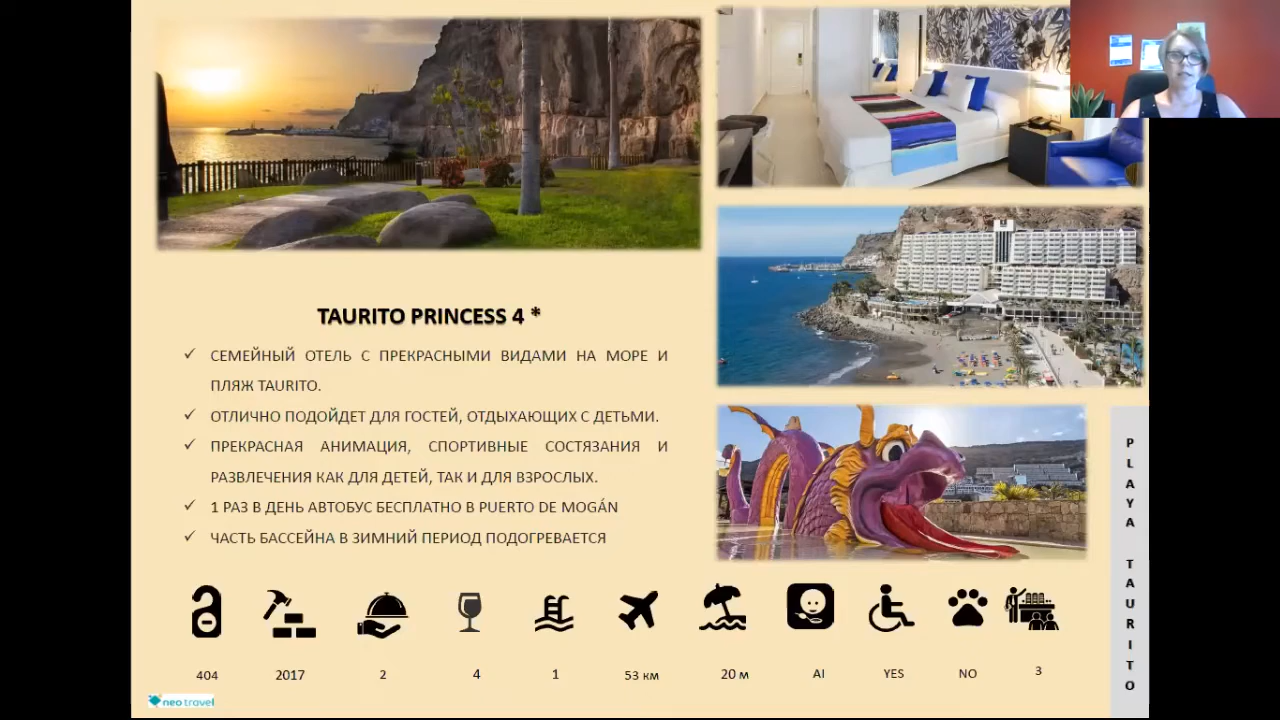 TAURITO PRINCESS 4 *
✓ СЕМЕЙНЫЙ ОТЕЛЬ С ПРЕКРАСНЫМИ ВИДАМИ НА МОРЕ И
ПЛЯЖ TAURITO.
✓ ОТЛИЧНО ПОДОЙДЕТ ДЛЯ ГОСТЕЙ, ОТДЫХАЮЩИХ С ДЕТЬМИ.
✓ ПРЕКРАСНАЯ АНИМАЦИЯ, СПОРТИВНЫЕ СОСТЯЗАНИЯ И
РАЗВЛЕЧЕНИЯ КАК ДЛЯ ДЕТЕЙ, ТАК И ДЛЯ ВЗРОСЛЫХ.
✓ 1 РАЗ В ДЕНЬ АВТОБУС БЕСПЛАТНО В PUERTO DE MOGÁN
✓ ЧАСТЬ БАССЕЙНА В ЗИМНИЙ ПЕРИОД ПОДОГРЕВАЕТСЯ
404 2017 2 4 1 53 км 20 м AI YES NO 3
neo travel
PLAYA TAURITO